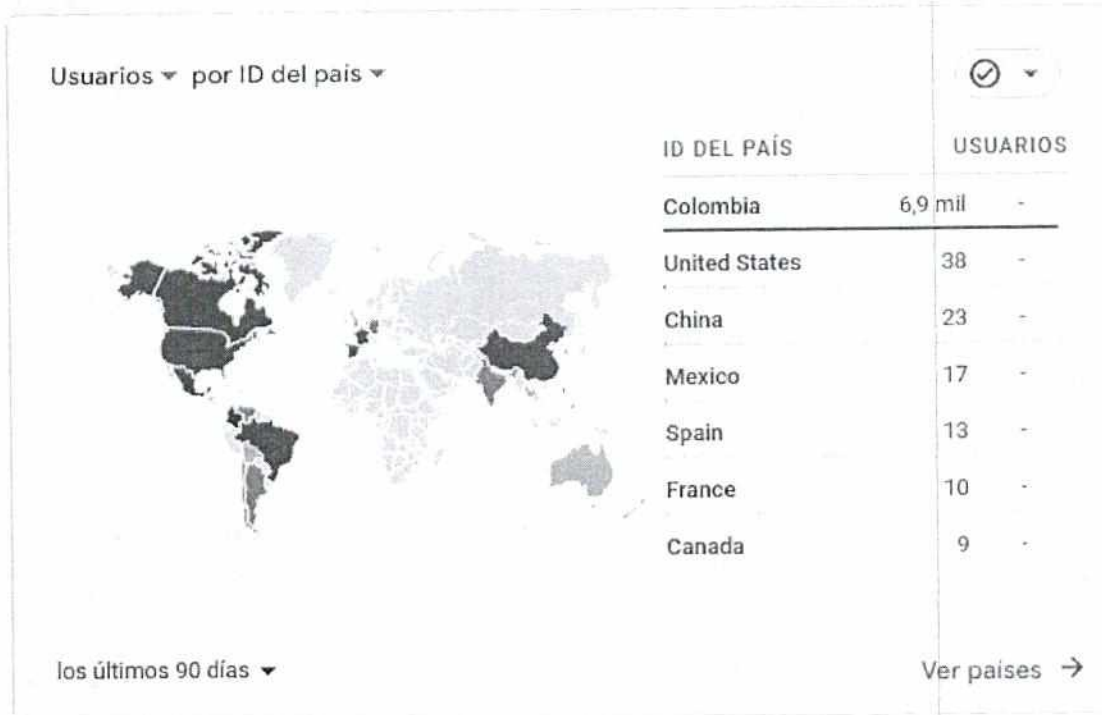 Usuarios por ID del país
ID DEL PAÍS USUARIOS
Colombia 6,9 mil -
United States 38 -
China 23 -
Mexico 17 -
Spain 13 -
France 10 -
Canada 9 -
los últimos 90 días
Ver países →